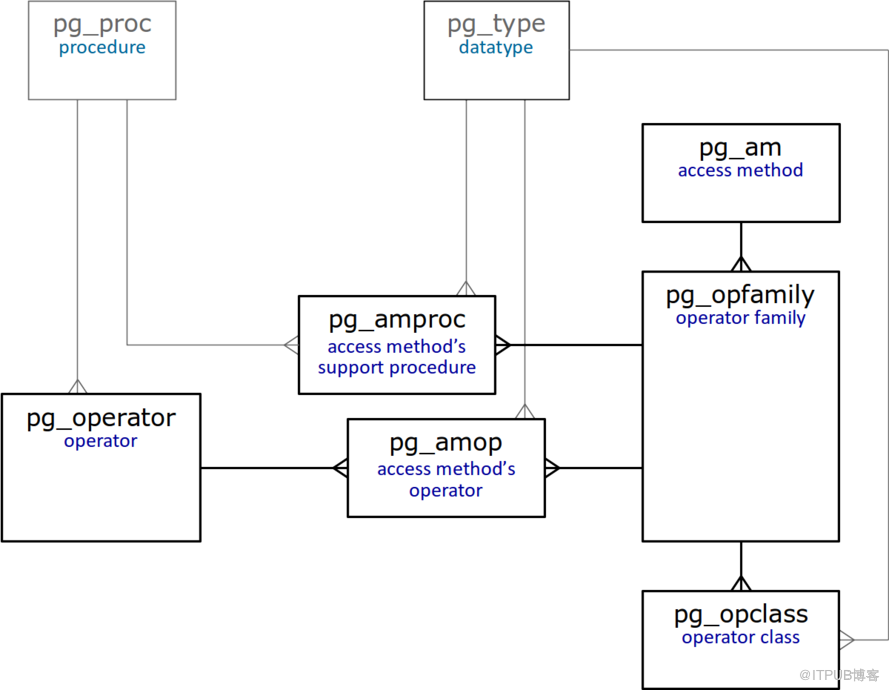 pg_proc
procedure
pg_type
datatype
pg_am
access method
pg_opfamily
operator family
pg_amproc
access method’s
support procedure
pg_operator
operator
pg_amop
access method’s
operator
pg_opclass
operator class
@ITPUB博客